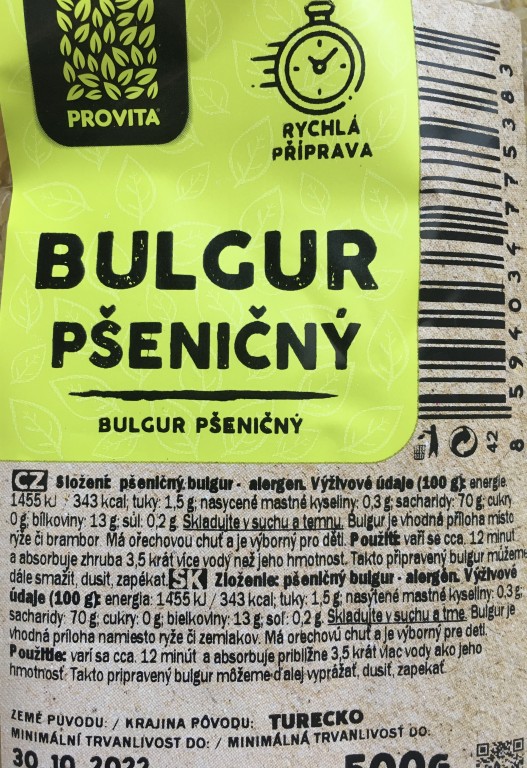 PROVITA
RYCHLÁ
PŘÍPRAVA
BULGUR
PŠENIČNÝ
BULGUR PŠENIČNÝ
8594034775383
42
CZ Složení: pšeničný bulgur - alergen. Výživové údaje (100 g): energie
1455 kJ / 343 kcal; tuky: 1,5 g; nasycené mastné kyseliny: 0,3 g; sacharidy: 70 g; cukry:
0 g; bílkoviny: 13 g; sůl: 0,2 g. Skladujte v suchu a temnu. Bulgur je vhodná příloha místo
rýže či brambor. Má ořechovou chuť a je výborný pro děti. Použití: vaří se cca. 12 minut
a absorbuje zhruba 3,5 krát více vody než jeho hmotnost. Takto připravený bulgur můžeme
dále smažit, dusit, zapékat. SK Zloženie: pšeničný bulgur - alergén. Výživové
údaje (100 g): energia: 1455 kJ / 343 kcal; tuky: 1,5 g; nasýtené mastné kyseliny: 0,3 g;
sacharidy: 70 g; cukry: 0 g; bielkoviny: 13 g; soľ: 0,2 g. Skladujte v suchu a tme. Bulgur je
vhodná príloha namiesto ryže či zemiakov. Má orechovú chuť a je výborný pre deti.
Použitie: varí sa cca. 12 minút a absorbuje približne 3,5 krát viac vody ako jeho
hmotnosť. Takto pripravený bulgur môžeme ďalej vyprážať, dusiť, zapekať.
ZEMĚ PŮVODU: / KRAJINA PÔVODU: TURECKO
MINIMÁLNÍ TRVANLIVOST DO: / MINIMÁLNÁ TRVANLIVOSŤ DO:
30.10.2022 500G